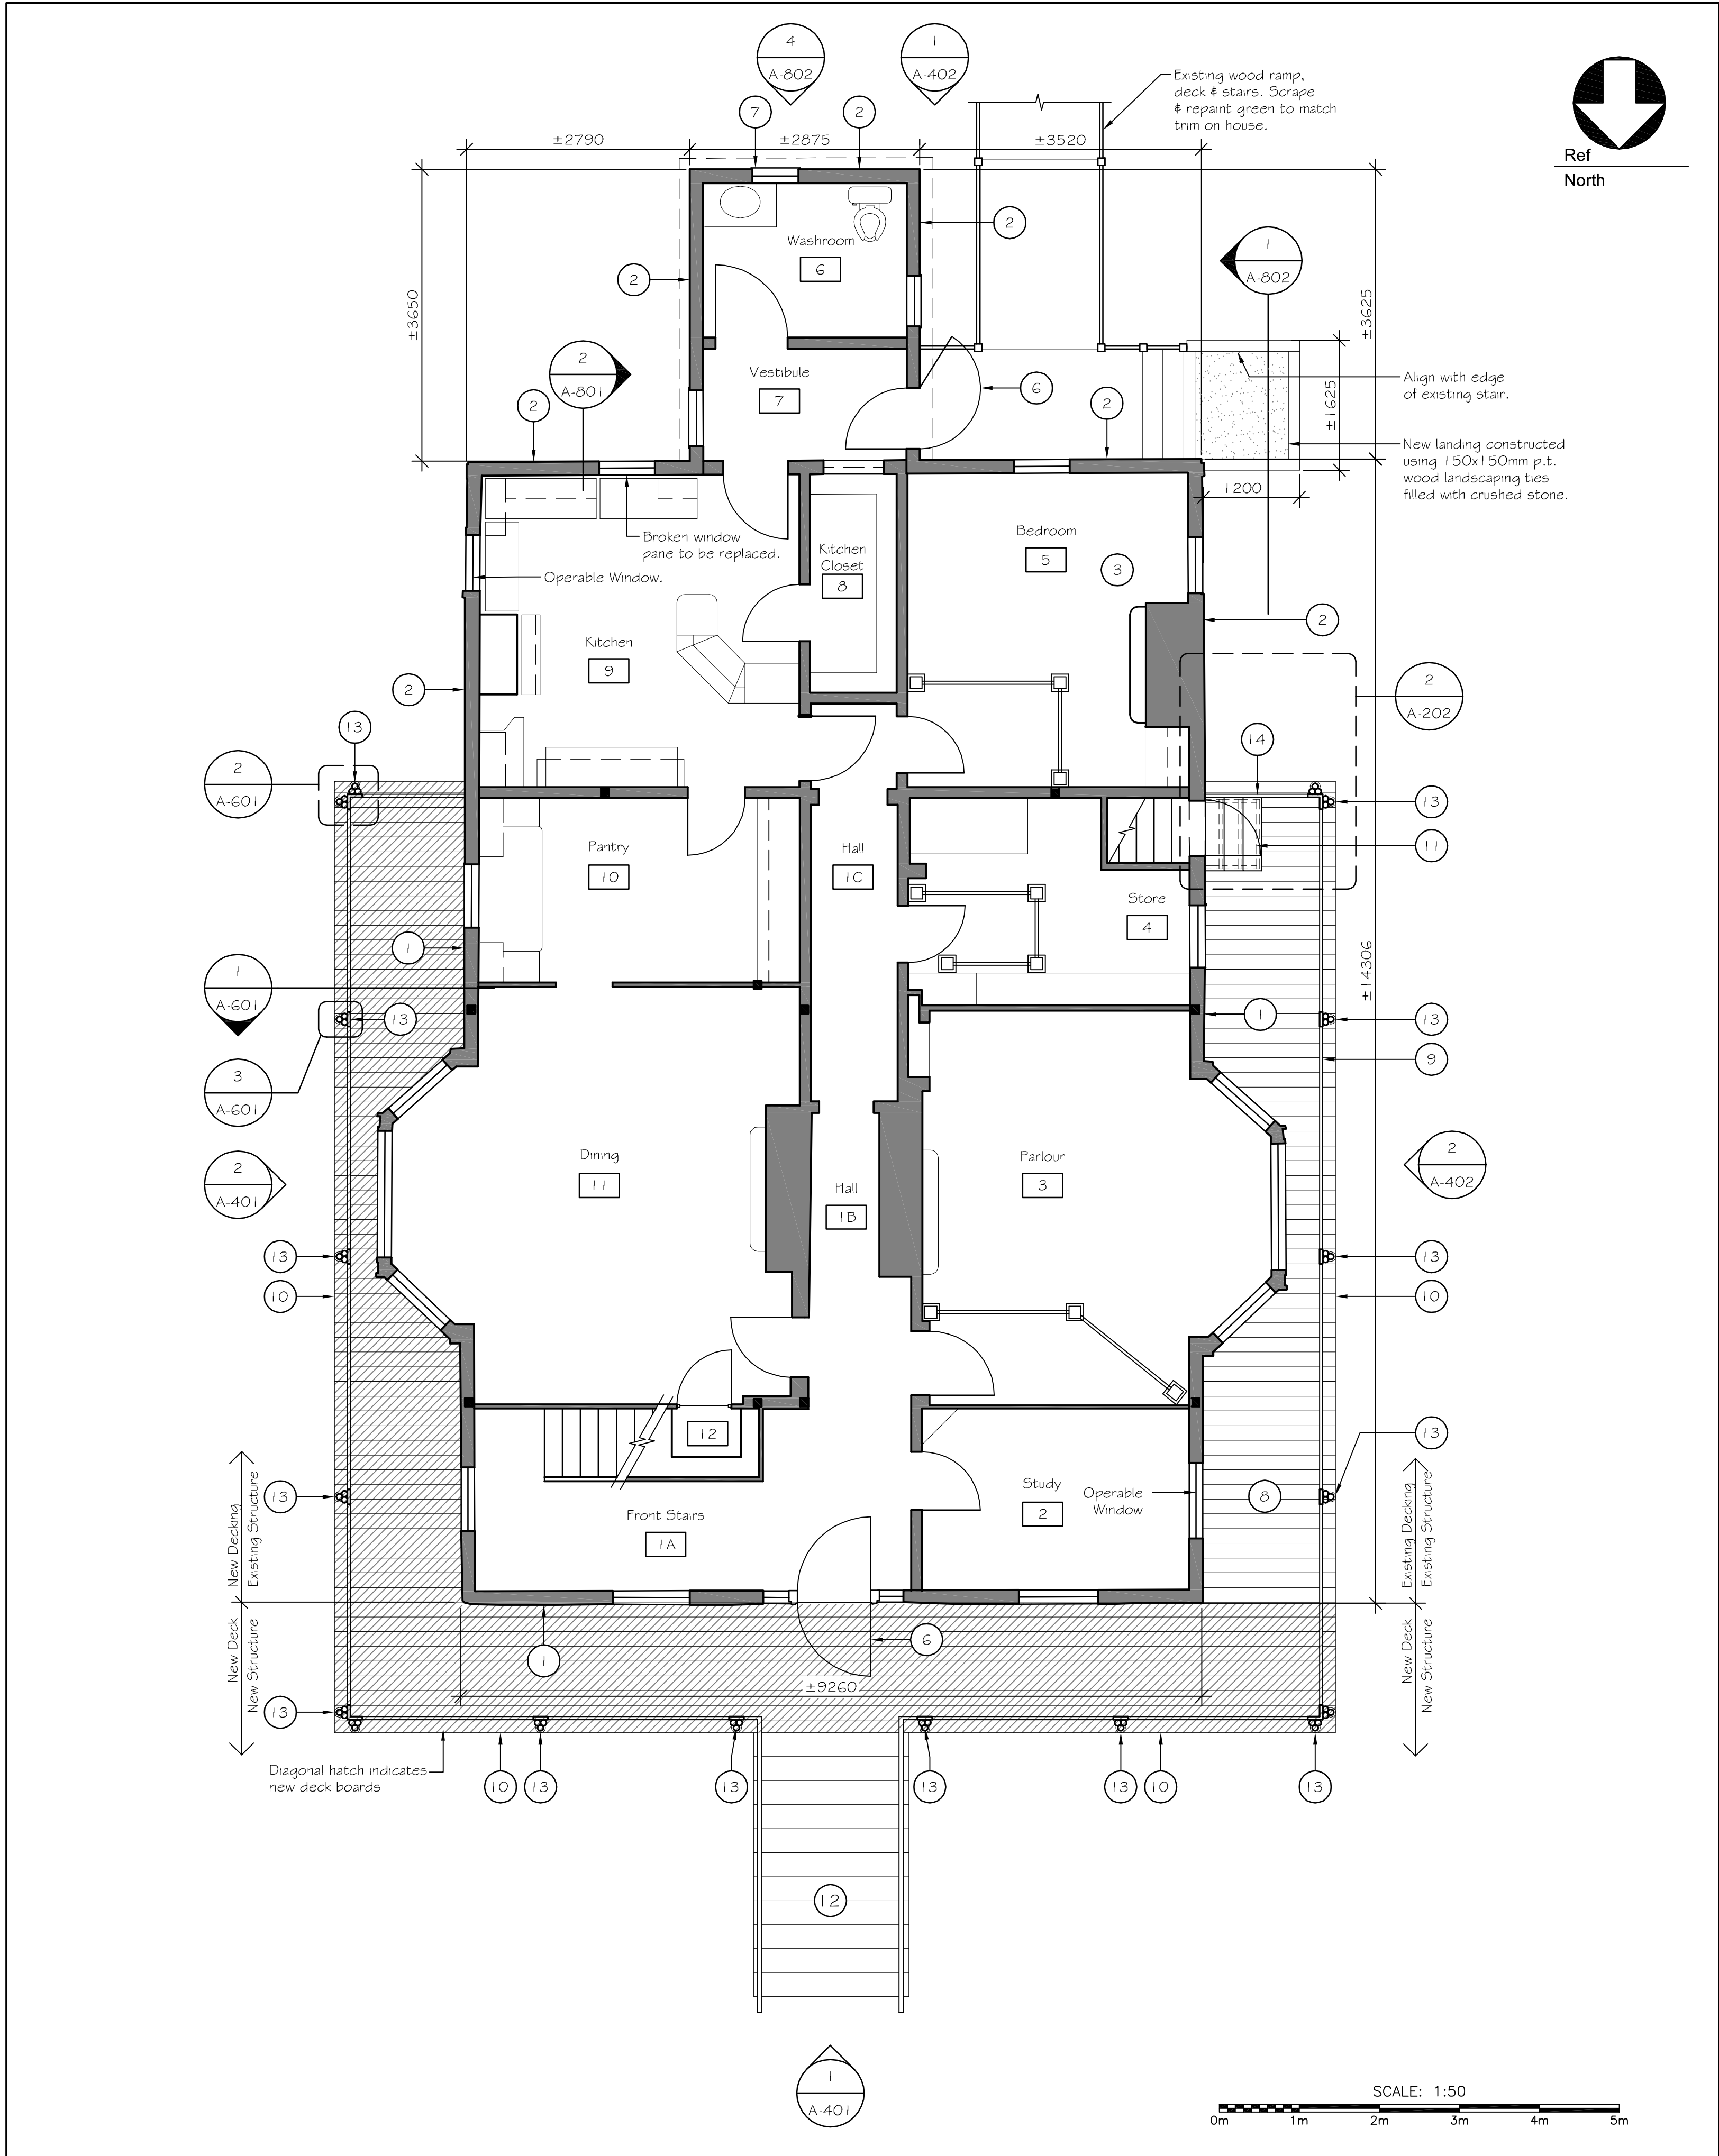 4
A-802
1
A-402
Existing wood ramp,
deck & stairs. Scrape
& repaint green to match
trim on house.
Ref
North
7
2
±2790
±2875
±3520
Washroom
6
2
2
1
A-802
±3650
±3625
Vestibule
7
2
A-801
2
6
2
±1625
Align with edge
of existing stair.
New landing constructed
using 150x150mm p.t.
wood landscaping ties
filled with crushed stone.
1200
Broken window
pane to be replaced.
Operable Window.
Kitchen
Closet
8
Bedroom
5
3
Kitchen
9
2
2
2
A-202
13
14
2
A-601
13
11
Pantry
10
Hall
1C
Store
4
1
±14306
1
A-601
13
1
13
9
3
A-601
Dining
11
Hall
1B
Parlour
3
2
A-401
2
A-402
13
10
13
10
12
13
13
Front Stairs
1A
Study
2
Operable
Window
8
New Decking
Existing Structure
Existing Decking
Existing Structure
New Deck
New Structure
New Deck
New Structure
1
6
±9260
13
Diagonal hatch indicates
new deck boards
10
13
13
13
13
10
13
12
1
A-401
SCALE: 1:50
0m
1m
2m
3m
4m
5m